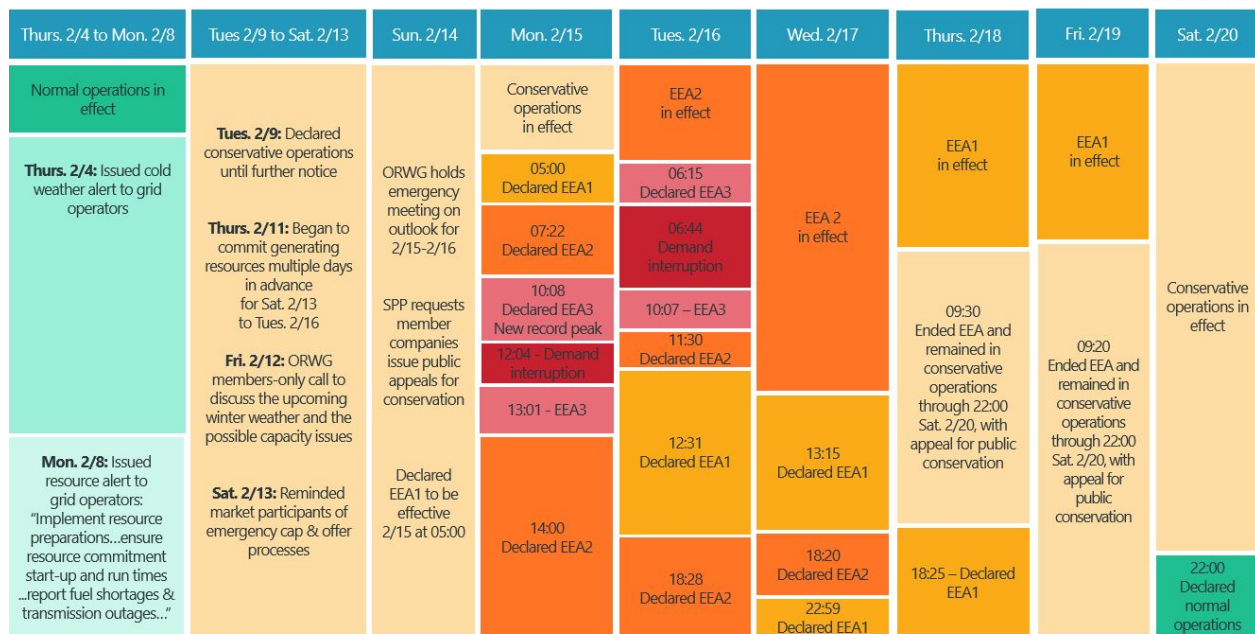 Thurs. 2/4 to Mon. 2/8
Tues 2/9 to Sat. 2/13
Sun. 2/14
Mon. 2/15
Tues. 2/16
Wed. 2/17
Thurs. 2/18
Fri. 2/19
Sat. 2/20
Normal operations in
effect
Thurs. 2/4: Issued cold
weather alert to grid
operators
Mon. 2/8: Issued
resource alert to
grid operators:
“Implement resource
preparations...ensure
resource commitment
start-up and run times
...report fuel shortages &
transmission outages...”
Tues. 2/9: Declared
conservative operations
until further notice
Thurs. 2/11: Began to
commit generating
resources multiple days
in advance
for Sat. 2/13
to Tues. 2/16
Fri. 2/12: ORWG
members-only call to
discuss the upcoming
winter weather and the
possible capacity issues
Sat. 2/13: Reminded
market participants of
emergency cap & offer
processes
ORWG holds
emergency
meeting on
outlook for
2/15-2/16
SPP requests
member
companies
issue public
appeals for
conservation
Declared
EEA1 to be
effective
2/15 at 05:00
Conservative
operations
in effect
05:00
Declared EEA1
07:22
Declared EEA2
10:08
Declared EEA3
New record peak
12:04 - Demand
interruption
13:01 - EEA3
14:00
Declared EEA2
EEA2
in effect
06:15
Declared EEA3
06:44
Demand
interruption
10:07 – EEA3
11:30
Declared EEA2
12:31
Declared EEA1
18:28
Declared EEA2
EEA 2
in effect
13:15
Declared EEA1
18:20
Declared EEA2
22:59
Declared EEA1
EEA1
in effect
09:30
Ended EEA and
remained in
conservative
operations
through 22:00
Sat. 2/20, with
appeal for public
conservation
18:25 – Declared
EEA1
EEA1
in effect
09:20
Ended EEA and
remained in
conservative
operations
through 22:00
Sat. 2/20, with
appeal for
public
conservation
Conservative
operations in
effect
22:00
Declared
normal
operations